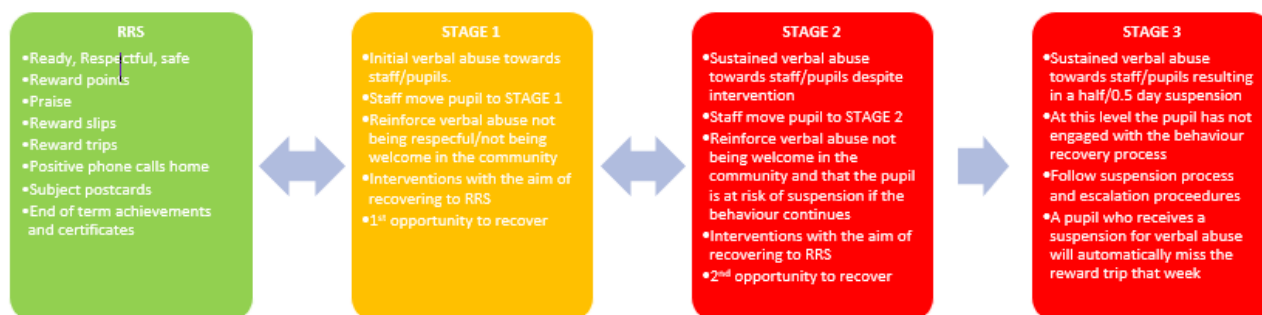 RRS
•Ready, Respectful, safe
•Reward points
•Praise
•Reward slips
•Reward trips
•Positive phone calls home
•Subject postcards
•End of term achievements
and certificates
STAGE 1
•Initial verbal abuse towards
staff/pupils.
•Staff move pupil to STAGE 1
•Reinforce verbal abuse not
being respecful/not being
welcome in the community
•Interventions with the aim of
recovering to RRS
•1st opportunity to recover
STAGE 2
•Sustained verbal abuse
towards staff/pupils despite
intervention
•Staff move pupil to STAGE 2
•Reinforce verbal abuse not
being welcome in the
community and that the pupil
is at risk of suspension if the
behaviour continues
•Interventions with the aim of
recovering to RRS
•2nd opportunity to recover
STAGE 3
•Sustained verbal abuse
towards staff/pupils resulting
in a half/0.5 day suspension
•At this level the pupil has not
engaged with the behaviour
recovery process
•Follow suspension process
and escalation proceedures
•A pupil who receives a
suspension for verbal abuse
will automatically miss the
reward trip that week